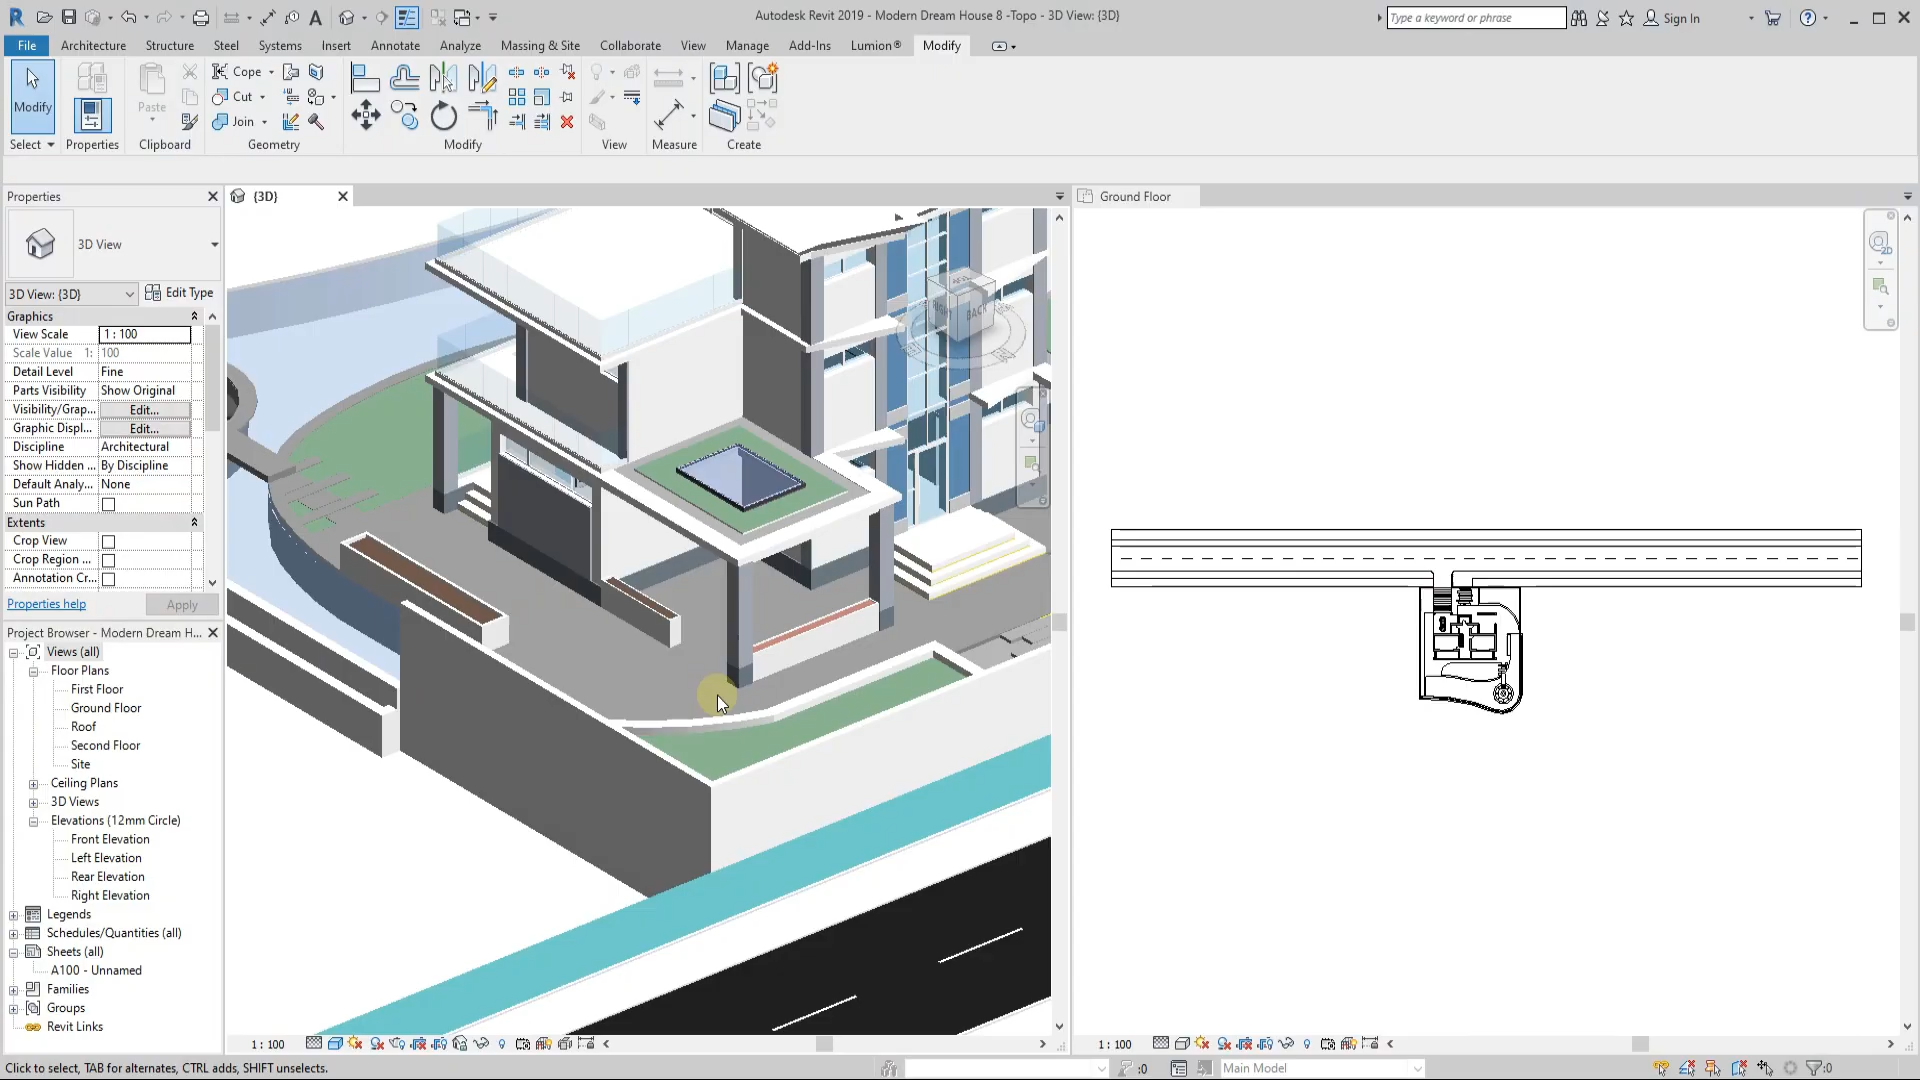 Autodesk Revit 2019 - Modern Dream House 8 -Topo - 3D View: {3D}
Type a keyword or phrase
Sign In
File
Architecture
Structure
Steel
Systems
Insert
Annotate
Analyze
Massing & Site
Collaborate
View
Manage
Add-Ins
Lumion®
Modify
Modify
Paste
Cope
Cut
Join
Select
Properties
Clipboard
Geometry
Modify
View
Measure
Create
Properties
{3D}
Ground Floor
3D View
3D View: {3D}
Edit Type
Graphics
View Scale 1 : 100
Scale Value 1: 100
Detail Level Fine
Parts Visibility Show Original
Visibility/Grap... Edit...
Graphic Displ... Edit...
Discipline Architectural
Show Hidden ... By Discipline
Default Analy... None
Sun Path
Extents
Crop View
Crop Region ...
Annotation Cr...
Properties help
Apply
Project Browser - Modern Dream H...
Views (all)
Floor Plans
First Floor
Ground Floor
Roof
Second Floor
Site
Ceiling Plans
3D Views
Elevations (12mm Circle)
Front Elevation
Left Elevation
Rear Elevation
Right Elevation
Legends
Schedules/Quantities (all)
Sheets (all)
A100 - Unnamed
Families
Groups
Revit Links
TOP
RIGHT
BACK
2D
1 : 100
1 : 100
Click to select, TAB for alternates, CTRL adds, SHIFT unselects.
:0
Main Model
:0